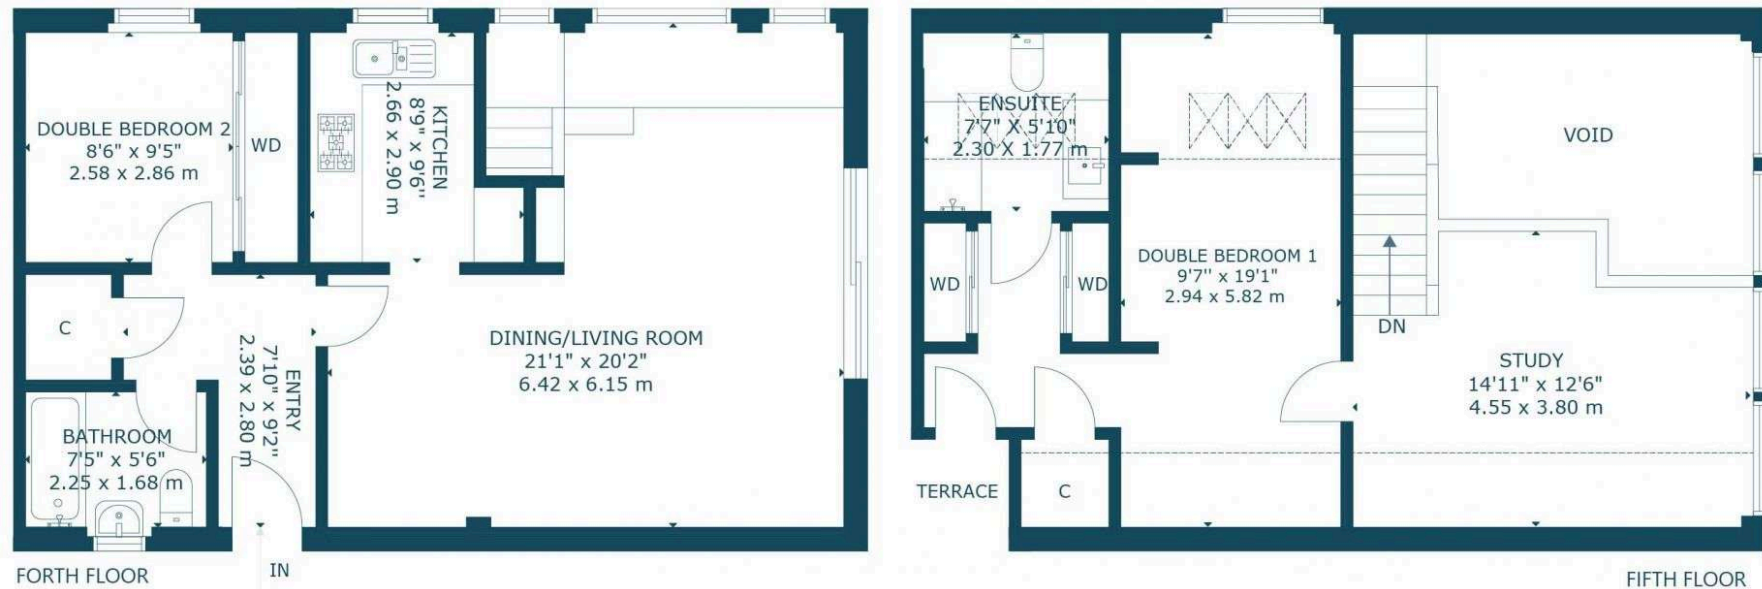 DOUBLE BEDROOM 2
8'6" x 9'5"
2.58 x 2.86 m
WD
KITCHEN
8'9" x 9'6''
2.66 x 2.90 m
C
ENTRY
7'10" x 9'2''
2.39 x 2.80 m
DINING/LIVING ROOM
21'1" x 20'2"
6.42 x 6.15 m
BATHROOM
7'5" x 5'6"
2.25 x 1.68 m
IN
FORTH FLOOR
ENSUITE
7'7" X 5'10"
2.30 x 1.77 m
VOID
WD
WD
DOUBLE BEDROOM 1
9'7'' x 19'1"
2.94 x 5.82 m
DN
STUDY
14'11" x 12'6"
4.55 x 3.80 m
TERRACE
C
FIFTH FLOOR